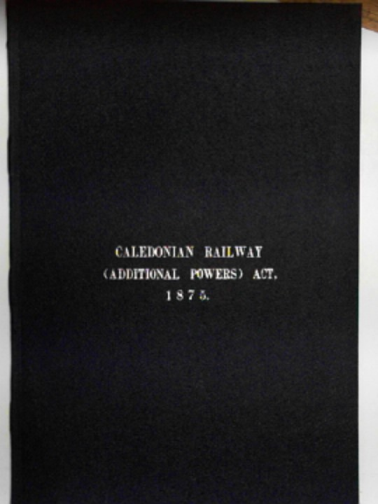 CALEDONIAN RAILWAY
(ADDITIONAL POWERS) ACT.
1875.